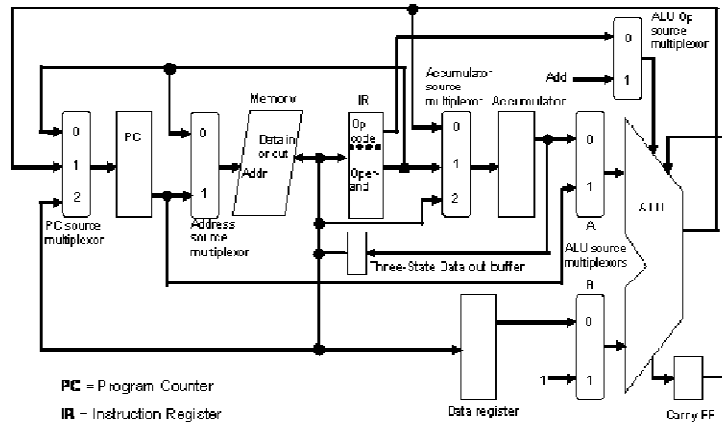 ALU Op
source
multiplexor
0
1
Add
Accumulator
source
multiplexor
Accumulator
Memory
IR
PC
Op
code
Oper-
and
Data in
or out
Addr
0
1
2
0
1
0
1
2
0
1
ALU
PC source
multiplexor
Address
source
multiplexor
A
ALU source
multiplexors
B
Three-State Data out buffer
0
1
1
Data register
Carry FF
PC = Program Counter
IR = Instruction Register